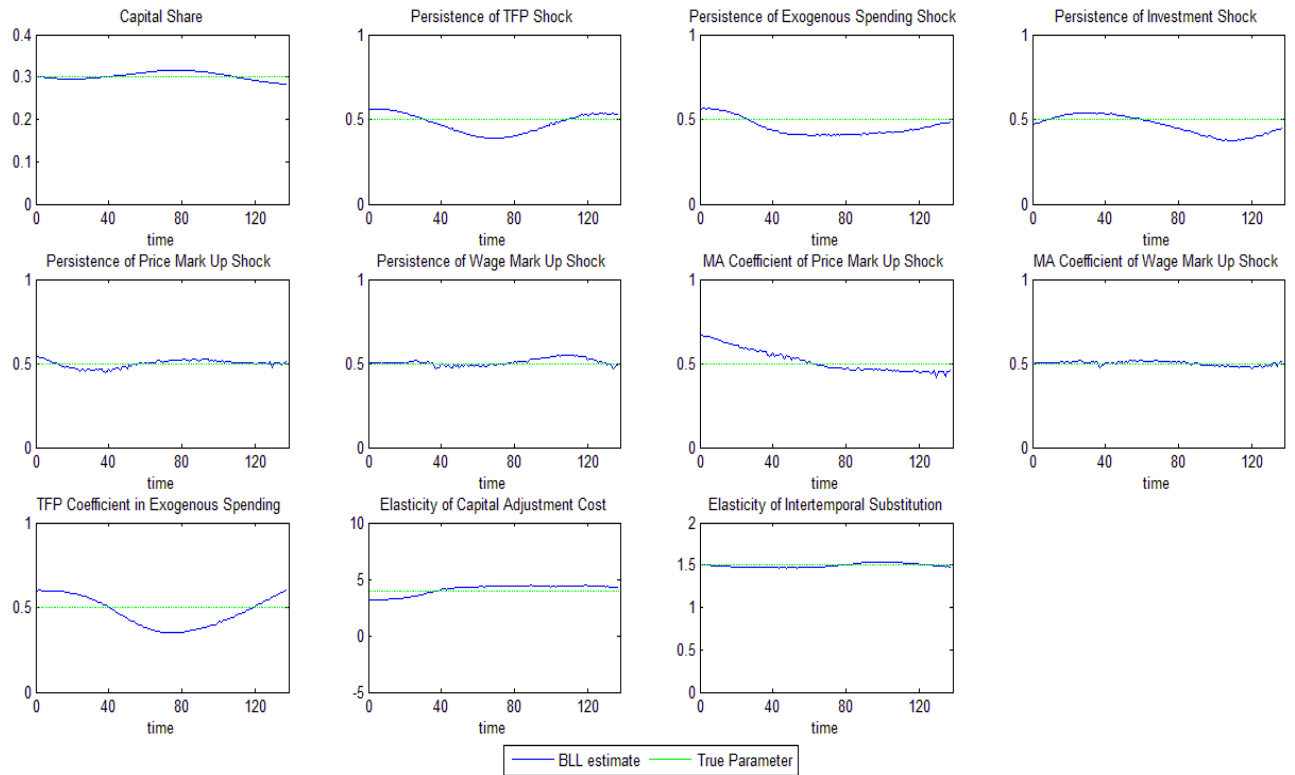 Capital Share
0.4
0.3
0.2
0.1
0
0 40 80 120
time
Persistence of TFP Shock
1
0.5
0
0 40 80 120
time
Persistence of Exogenous Spending Shock
1
0.5
0
0 40 80 120
time
Persistence of Investment Shock
1
0.5
0
0 40 80 120
time
Persistence of Price Mark Up Shock
1
0.5
0
0 40 80 120
time
Persistence of Wage Mark Up Shock
1
0.5
0
0 40 80 120
time
MA Coefficient of Price Mark Up Shock
1
0.5
0
0 40 80 120
time
MA Coefficient of Wage Mark Up Shock
1
0.5
0
0 40 80 120
time
TFP Coefficient in Exogenous Spending
1
0.5
0
0 40 80 120
time
Elasticity of Capital Adjustment Cost
10
5
0
-5
0 40 80 120
time
Elasticity of Intertemporal Substitution
2
1.5
1
0.5
0
0 40 80 120
time
BLL estimate
True Parameter